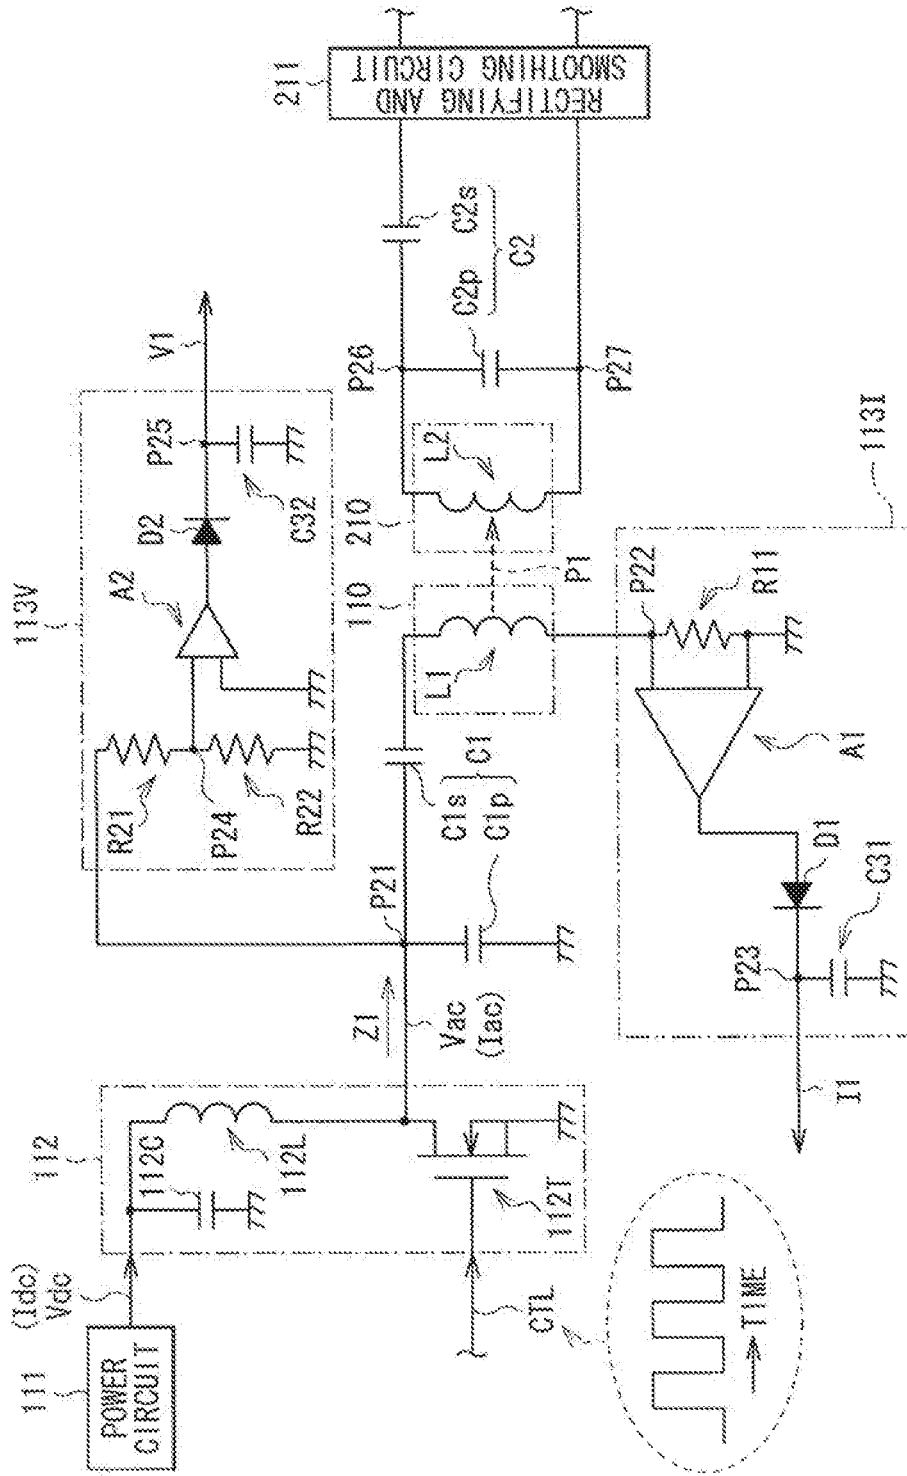 111
POWER
CIRCUIT
(Idc)
Vdc
112
112C
112L
112T
CTL
TIME
Z1
Vac
(Iac)
P21
C1s
C1p
C1
113V
R21
P24
R22
A2
D2
P25
C32
V1
110
L1
P1
210
L2
P26
P27
C2p
C2s
C2
211
RECTIFYING AND
SMOOTHING CIRCUIT
113I
P22
R11
A1
D1
P23
C31
I1